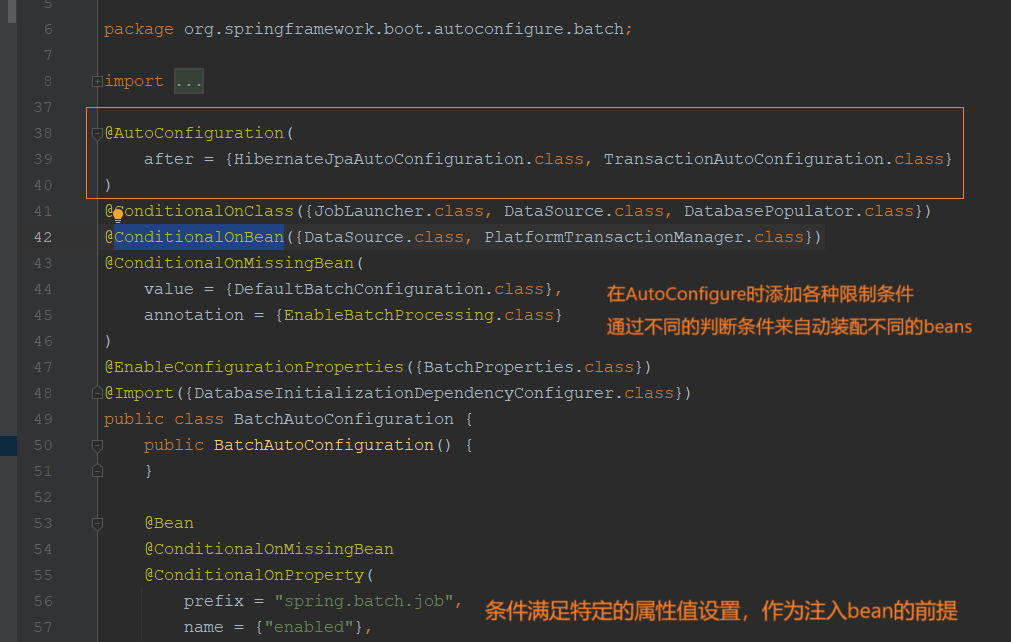 5
6 package org.springframework.boot.autoconfigure.batch;
7
8 import ...
37
38 @AutoConfiguration(
39 after = {HibernateJpaAutoConfiguration.class, TransactionAutoConfiguration.class}
40 )
41 @ConditionalOnClass({JobLauncher.class, DataSource.class, DatabasePopulator.class})
42 @ConditionalOnBean({DataSource.class, PlatformTransactionManager.class})
43 @ConditionalOnMissingBean(
44 value = {DefaultBatchConfiguration.class},
在AutoConfigure时添加各种限制条件
45 annotation = {EnableBatchProcessing.class}
通过不同的判断条件来自动装配不同的beans
46 )
47 @EnableConfigurationProperties({BatchProperties.class})
48 @Import({DatabaseInitializationDependencyConfigurer.class})
49 public class BatchAutoConfiguration {
50 public BatchAutoConfiguration() {
51 }
52
53 @Bean
54 @ConditionalOnMissingBean
55 @ConditionalOnProperty(
56 prefix = "spring.batch.job",
条件满足特定的属性值设置，作为注入bean的前提
57 name = {"enabled"},